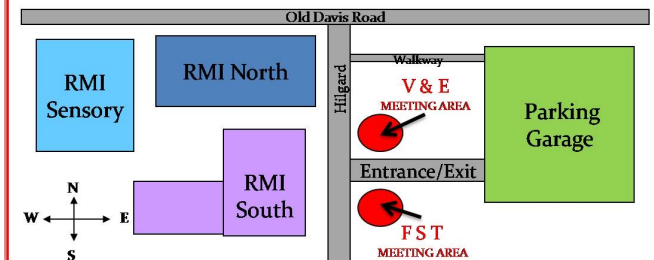 Old Davis Road
RMI
Sensory
RMI North
Hilgard
Walkway
V & E
MEETING AREA
Parking
Garage
Entrance/Exit
RMI
South
N
W
E
S
F S T
MEETING AREA